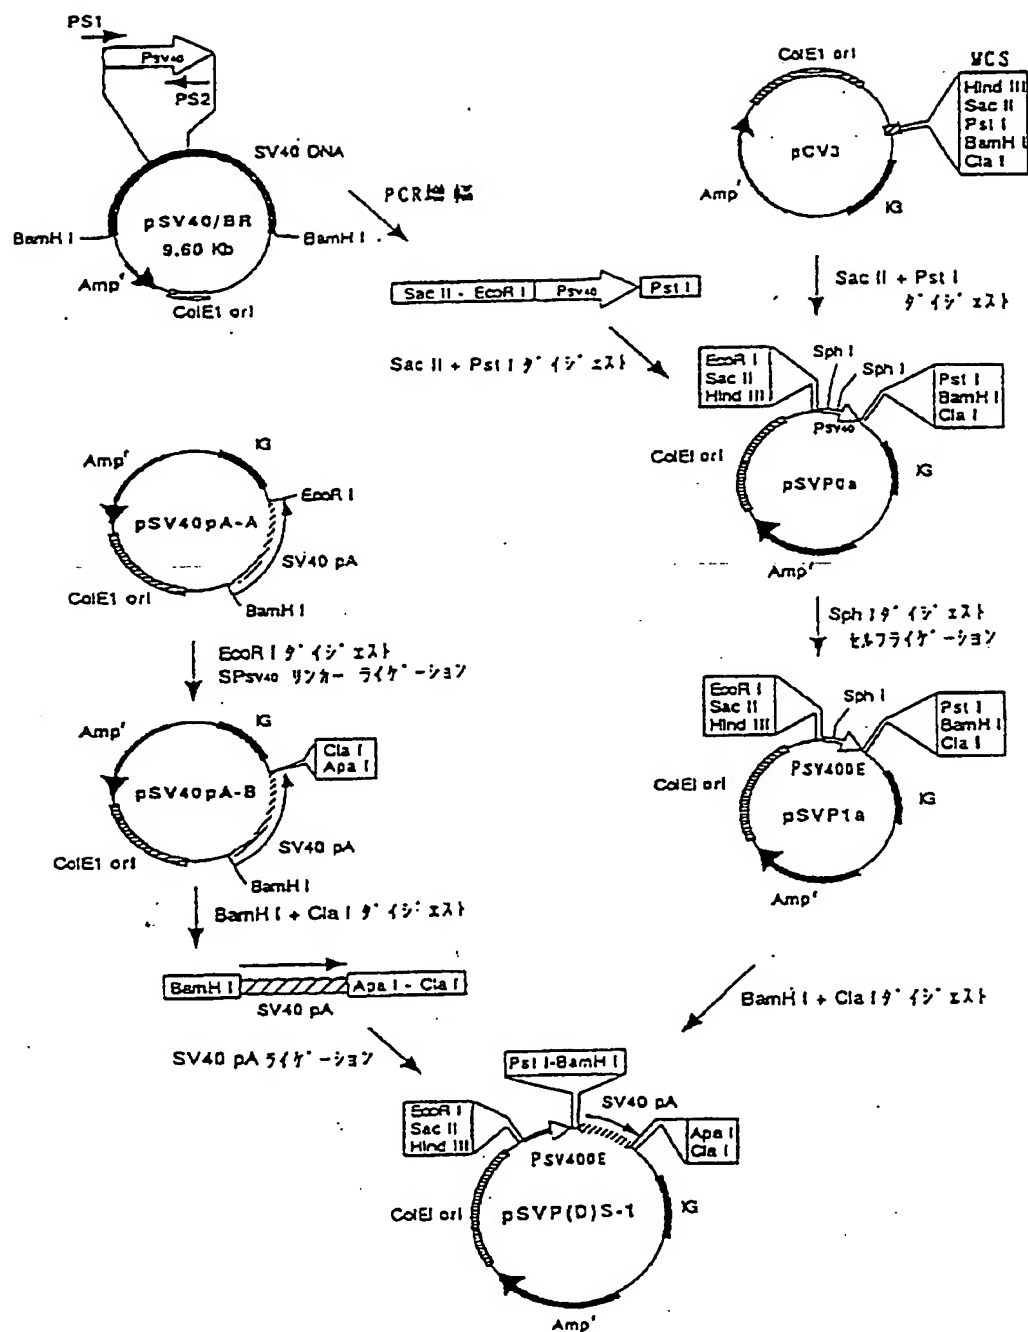 PS1
PSV40
PS2
SV40 DNA
pSV40/BR
9.60 Kb
BamH I
BamH I
Ampʳ
ColE1 ori
PCR増幅
ColE1 ori
MCS
Hind III
Sac II
Pst I
BamH I
Cla I
pCV3
Ampʳ
IG
Sac II - EcoR I
PSV40
Pst I
Sac II + Pst I
ダイジェスト
Sac II + Pst I ダイジェスト
EcoR I
Sac II
Hind III
Sph I
Sph I
Pst I
BamH I
Cla I
PSV40
ColEI ori
IG
pSVP0a
Ampʳ
Ampʳ
IG
EcoR I
pSV40pA-A
SV40 pA
ColE1 ori
BamH I
Sph I ダイジェスト
セルフライゲーション
EcoR I ダイジェスト
SPSV40 リンカー ライゲーション
EcoR I
Sac II
Hind III
Sph I
Pst I
BamH I
Cla I
PSV400E
ColEI ori
IG
pSVP1a
Ampʳ
Ampʳ
IG
Cla I
Apa I
pSV40pA-B
SV40 pA
ColE1 ori
BamH I
BamH I + Cla I ダイジェスト
BamH I
Apa I - Cla I
SV40 pA
BamH I + Cla I ダイジェスト
SV40 pA ライゲーション
Pst I-BamH I
SV40 pA
EcoR I
Sac II
Hind III
Apa I
Cla I
PSV400E
ColEI ori
IG
pSVP(D)S-1
Ampʳ